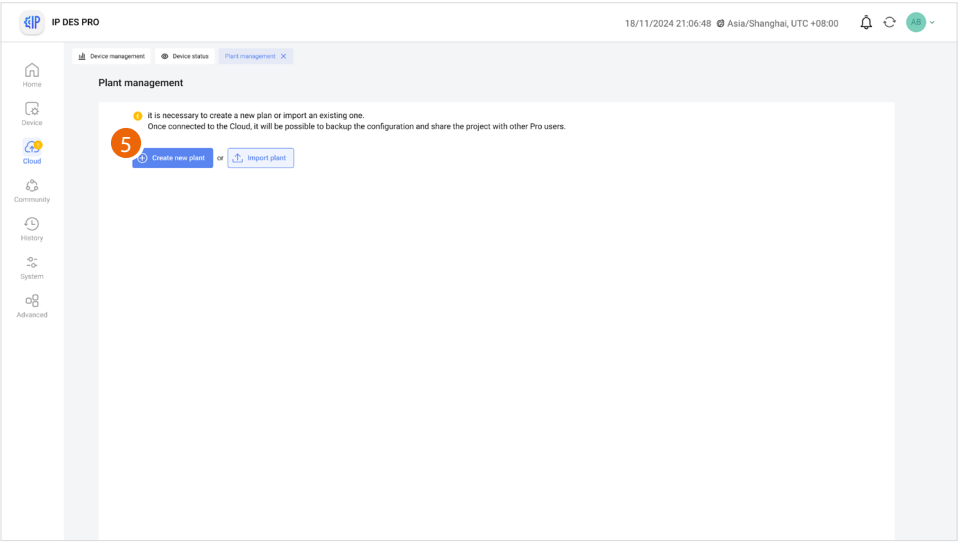 IP DES PRO
18/11/2024 21:06:48 Asia/Shanghai, UTC +08:00
AB
Device management
Device status
Plant management
Home
Device
Cloud
Community
History
System
Advanced
Plant management
it is necessary to create a new plan or import an existing one.
Once connected to the Cloud, it will be possible to backup the configuration and share the project with other Pro users.
5
Create new plant or Import plant